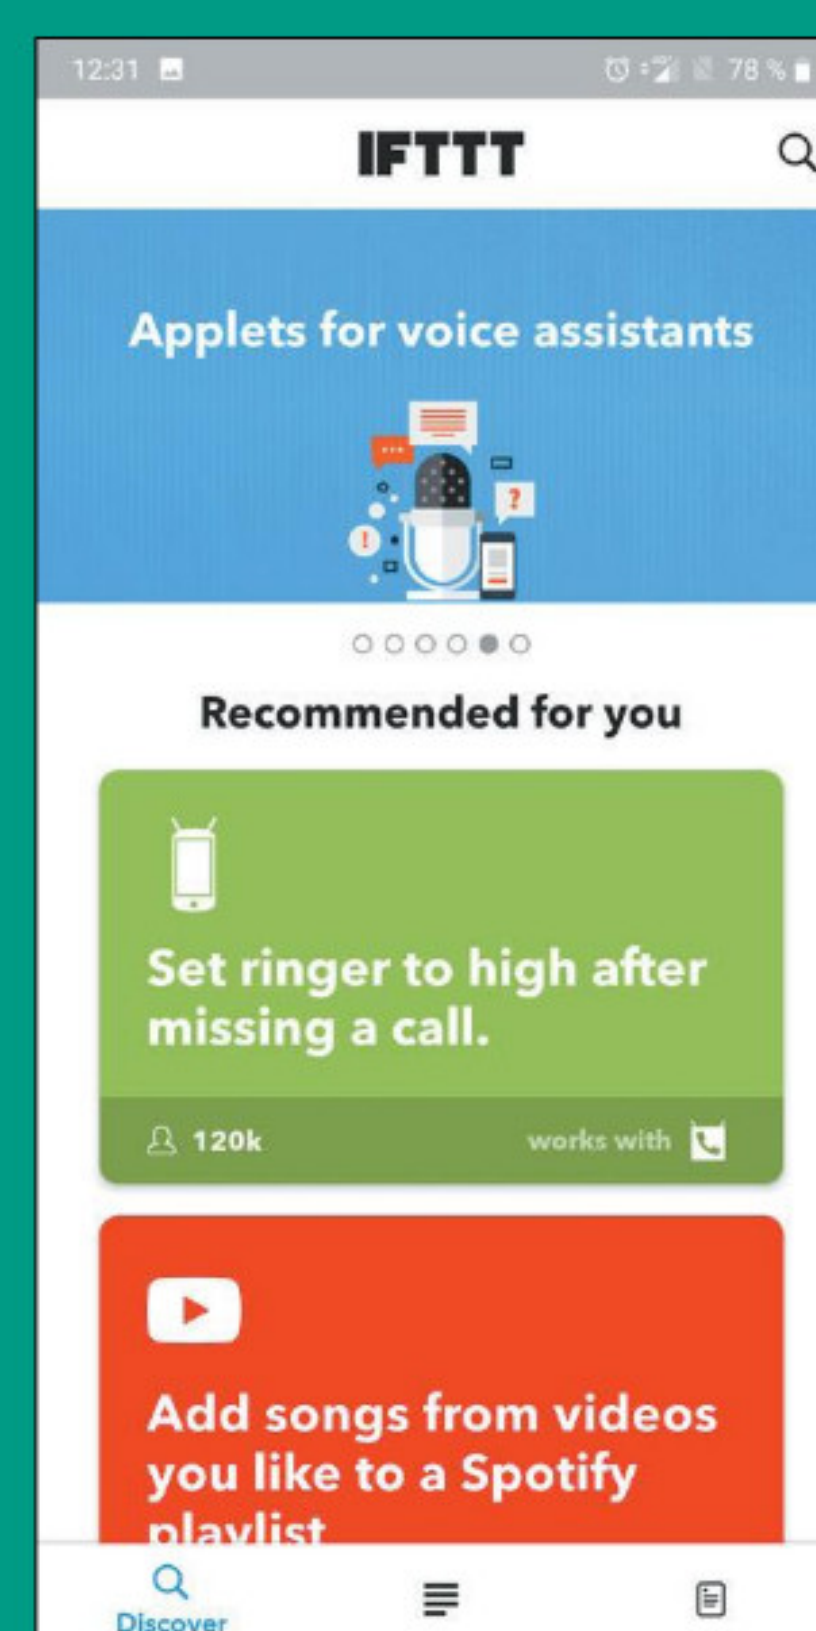 12:31
78 %
IFTTT
Applets for voice assistants
Recommended for you
Set ringer to high after
missing a call.
120k
works with
Add songs from videos
you like to a Spotify
playlist
Discover